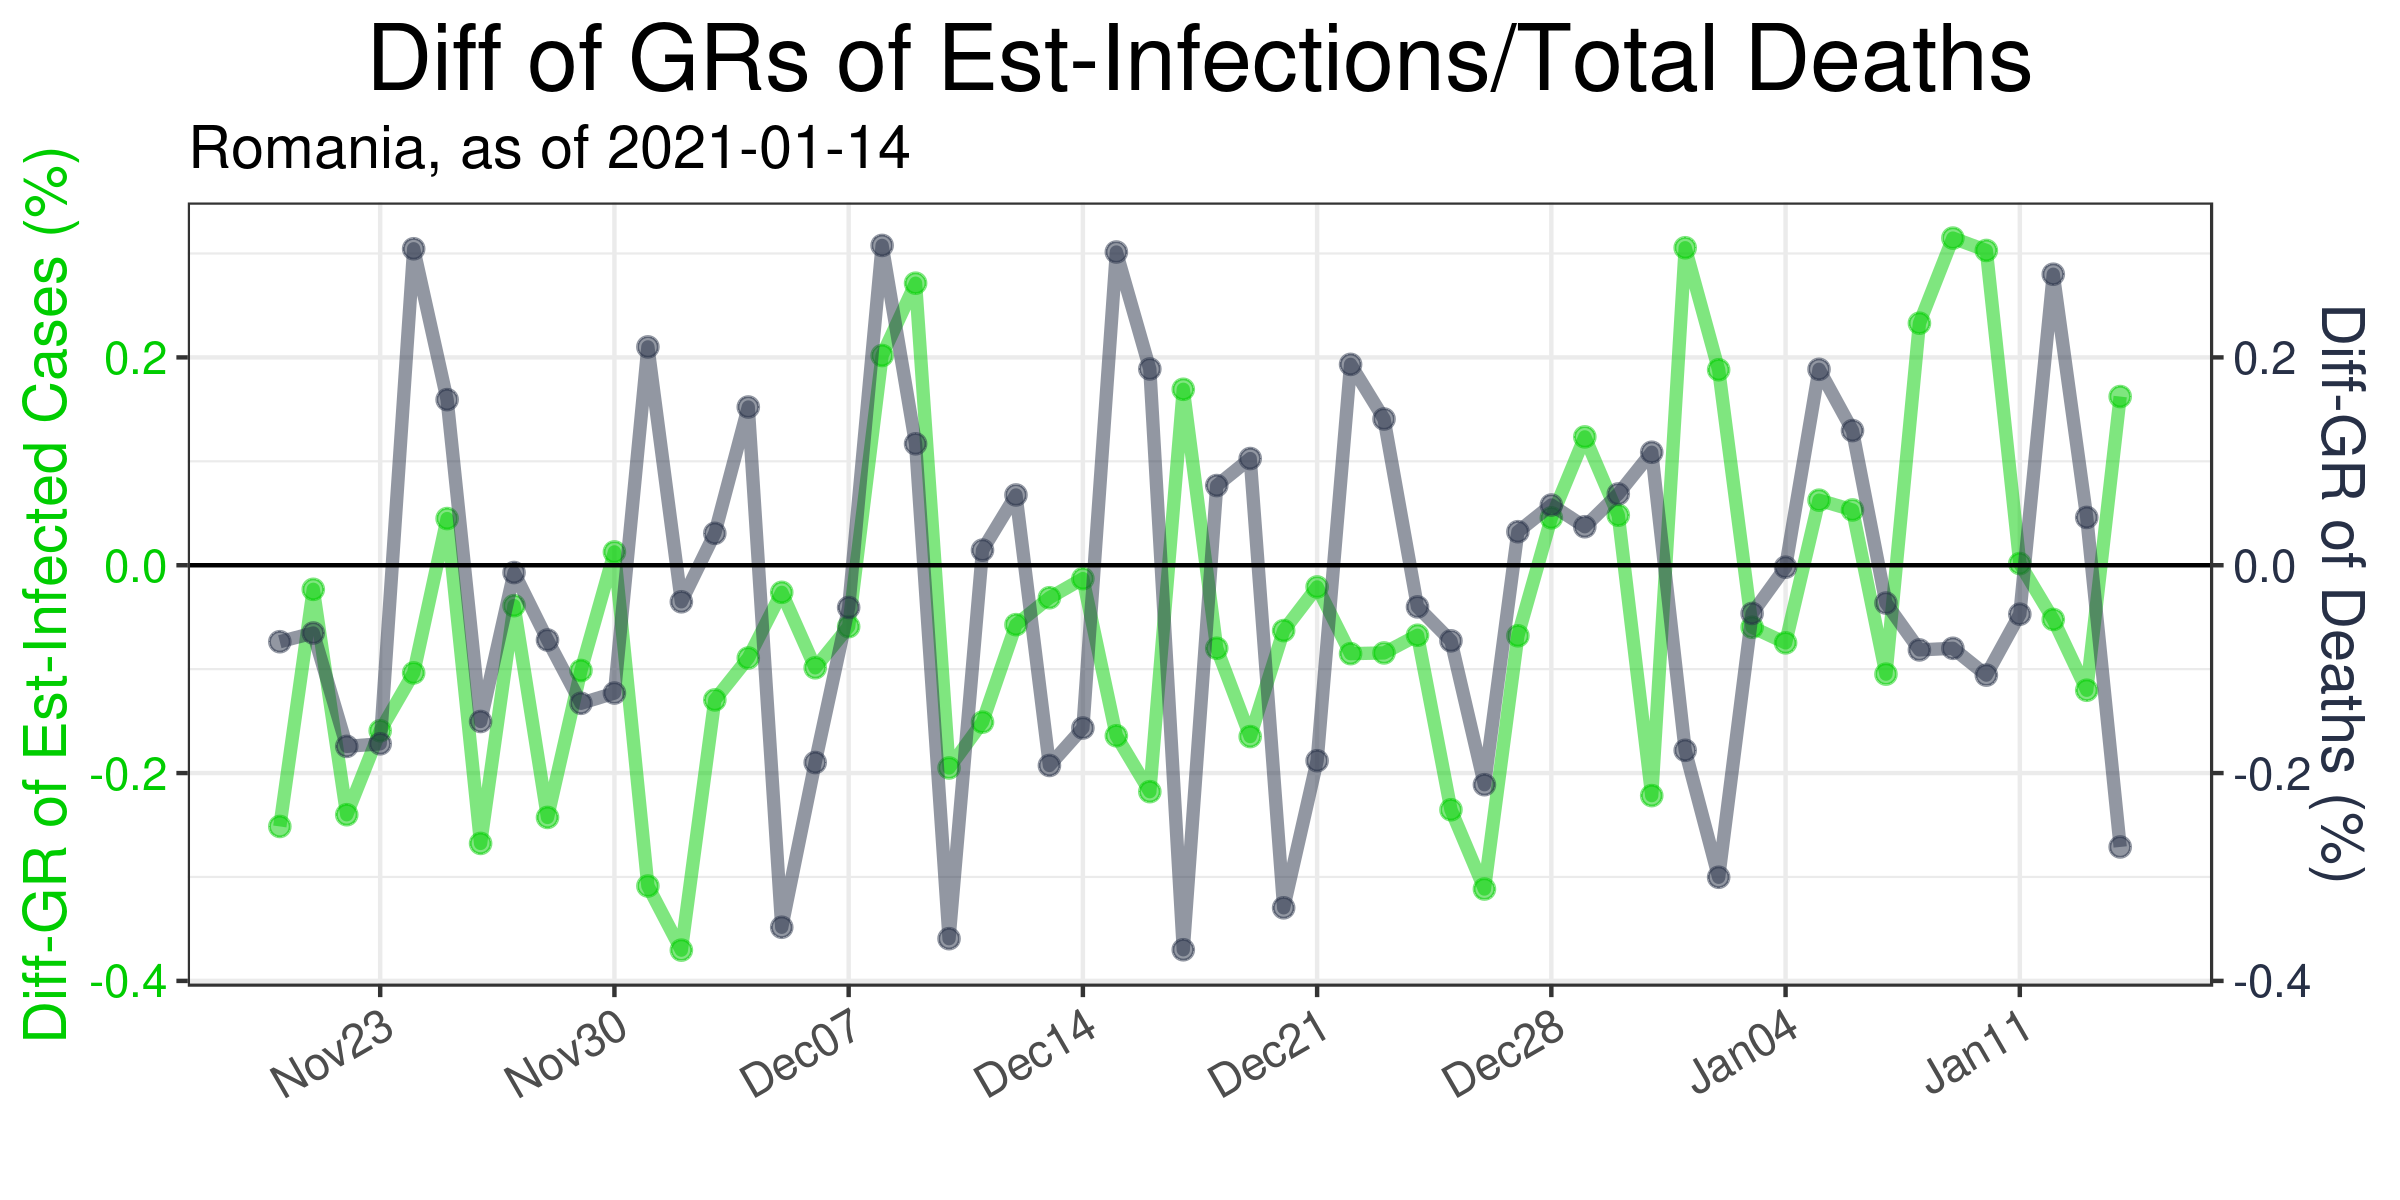 Diff of GRs of Est-Infections/Total Deaths
Romania, as of 2021-01-14
Diff-GR of Est-Infected Cases (%)
0.2
0.0
-0.2
-0.4
0.2
0.0
-0.2
-0.4
Diff-GR of Deaths (%)
Nov23
Nov30
Dec07
Dec14
Dec21
Dec28
Jan04
Jan11